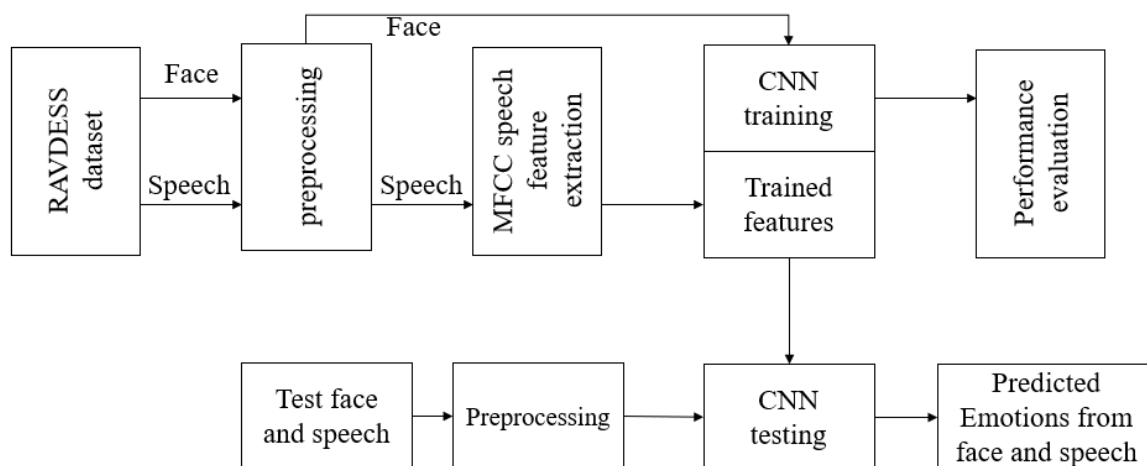 Face
RAVDESS
dataset
Face
Speech
preprocessing
Speech
MFCC speech
feature
extraction
CNN
training
Trained
features
Performance
evaluation
Test face
and speech
Preprocessing
CNN
testing
Predicted
Emotions from
face and speech